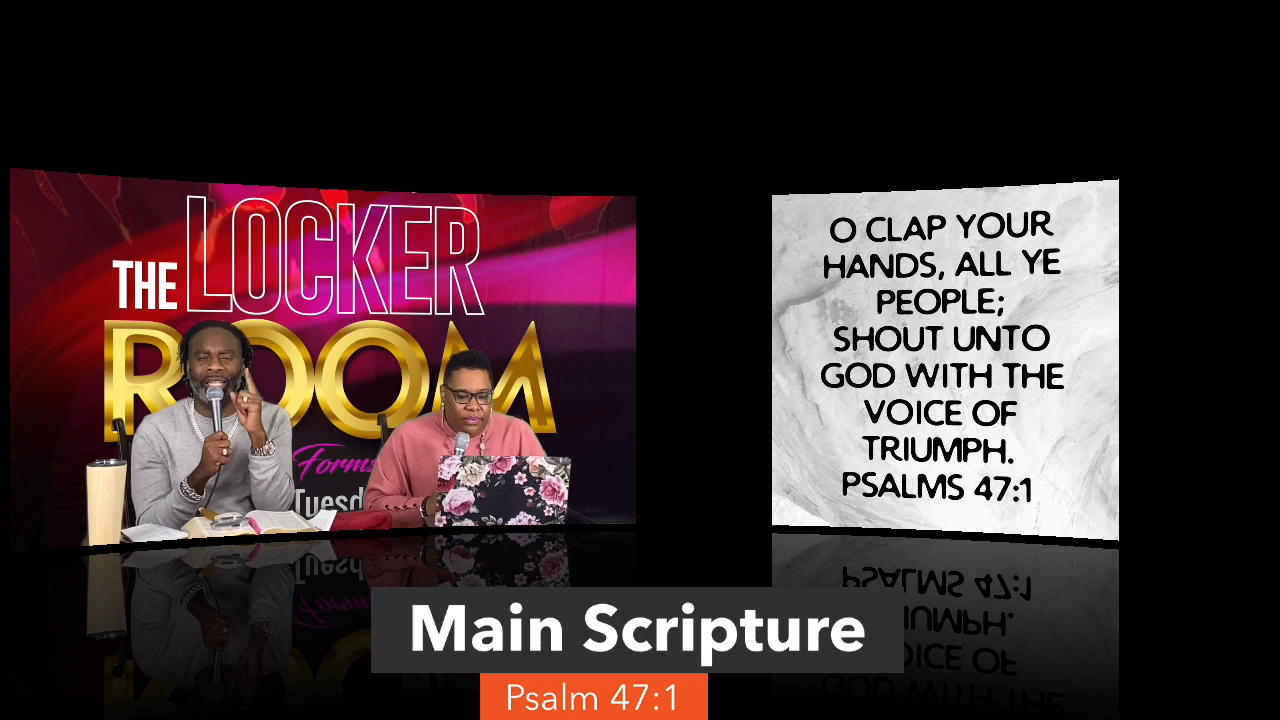 THE LOCKER
ROOM
Tuesd
O CLAP YOUR
HANDS, ALL YE
PEOPLE;
SHOUT UNTO
GOD WITH THE
VOICE OF
TRIUMPH.
PSALMS 47:1
Main Scripture
Psalm 47:1